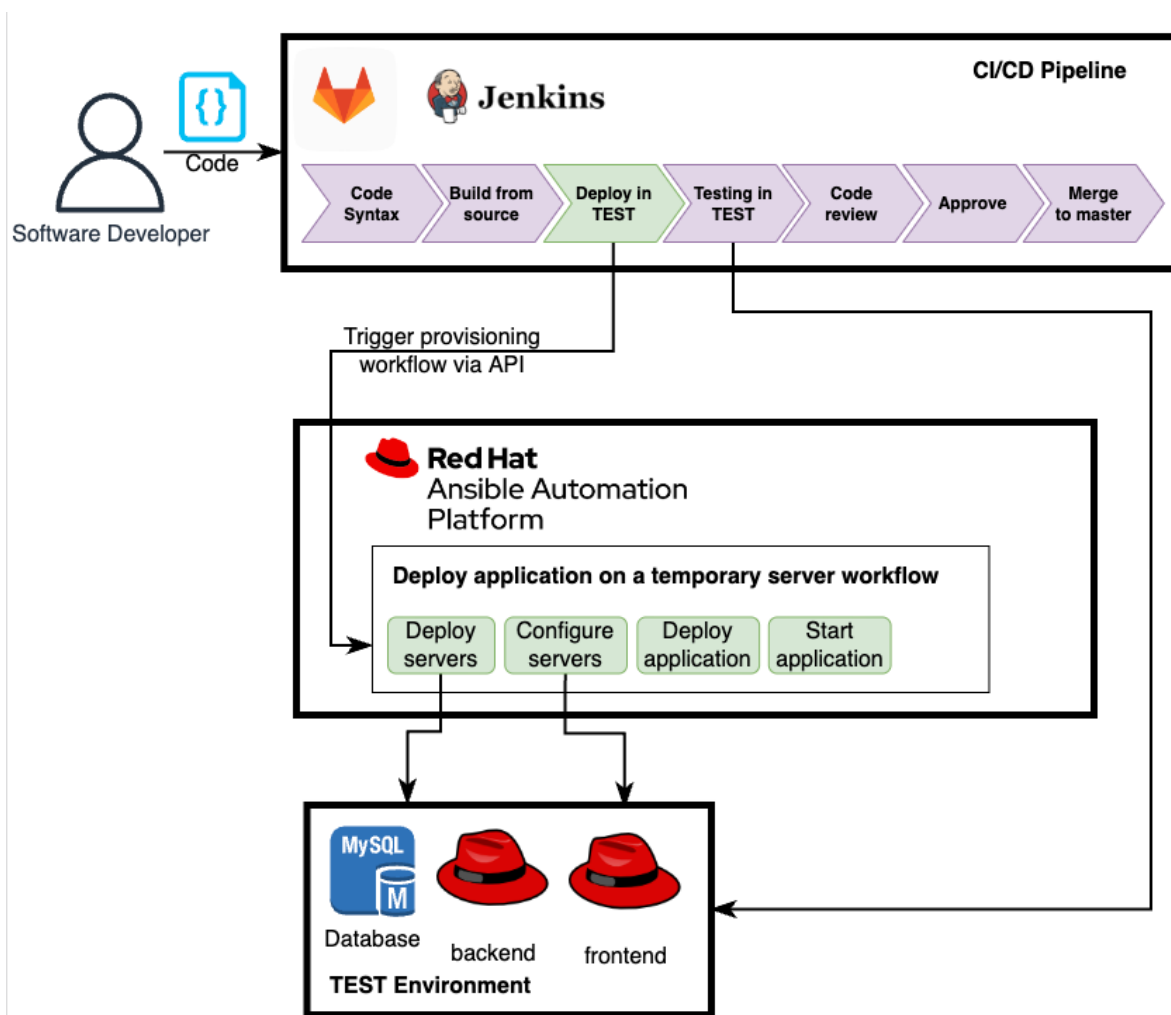 CI/CD Pipeline
{}
Jenkins
Code
Software Developer
Code
Syntax
Build from
source
Deploy in
TEST
Testing in
TEST
Code
review
Approve
Merge
to master
Trigger provisioning
workflow via API
Red Hat
Ansible Automation
Platform
Deploy application on a temporary server workflow
Deploy
servers
Configure
servers
Deploy
application
Start
application
MySQL
M
Database
backend
frontend
TEST Environment